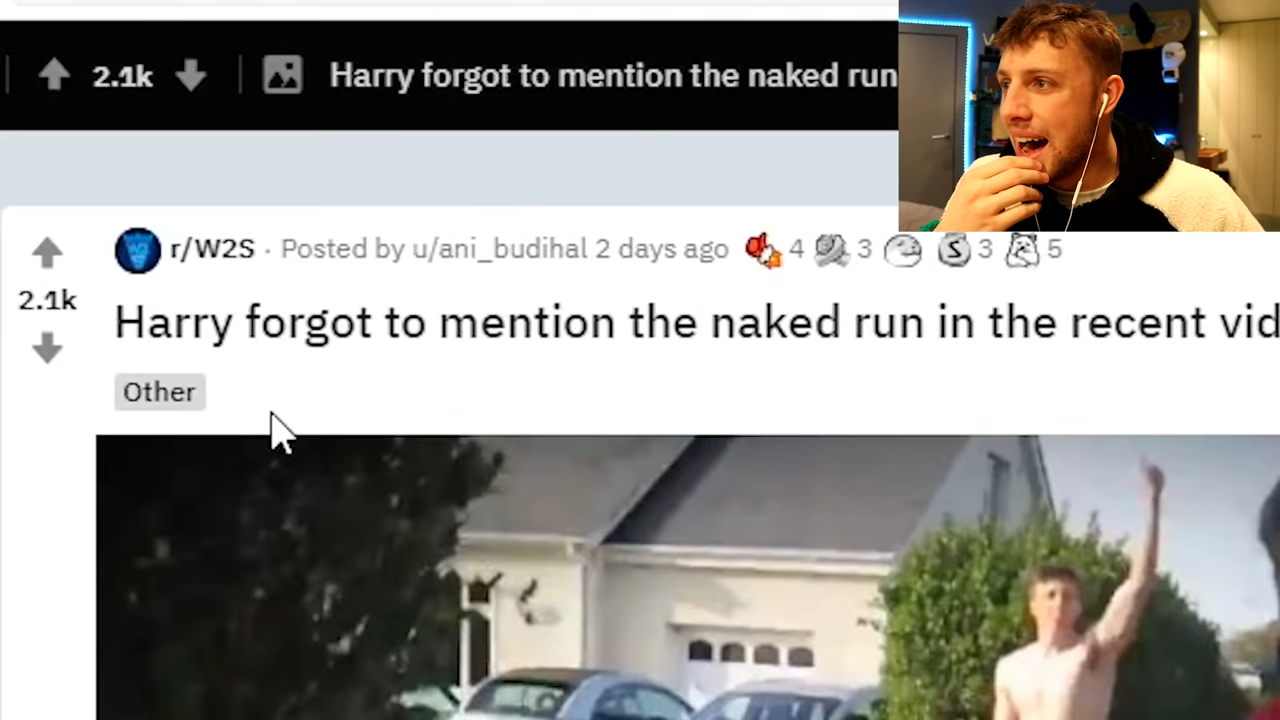 2.1k Harry forgot to mention the naked run
r/W2S · Posted by u/ani_budihal 2 days ago 4 3 S 3 5
2.1k
Harry forgot to mention the naked run in the recent vid
Other